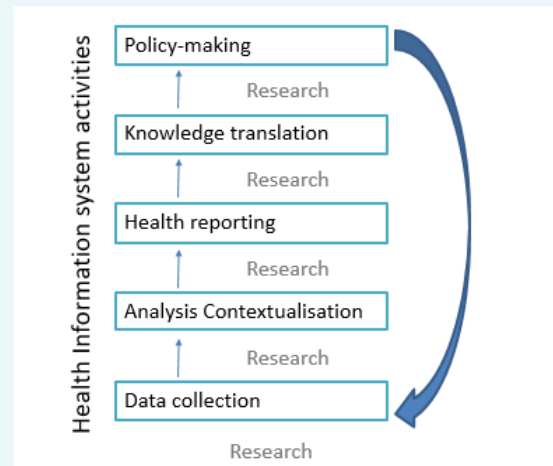 Health Information system activities
Policy-making
Research
Knowledge translation
Research
Health reporting
Research
Analysis Contextualisation
Research
Data collection
Research